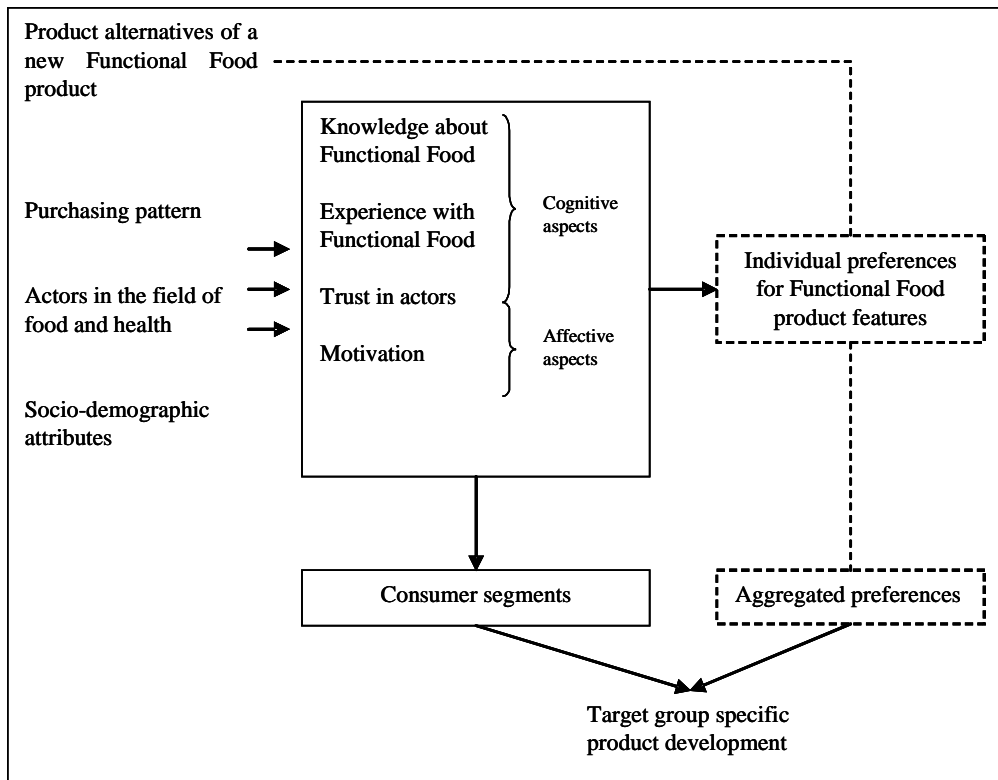 Product alternatives of a
new Functional Food
product
Knowledge about
Functional Food
Experience with
Functional Food
Trust in actors
Motivation
Cognitive
aspects
Affective
aspects
Purchasing pattern
Actors in the field of
food and health
Socio-demographic
attributes
Individual preferences
for Functional Food
product features
Consumer segments
Aggregated preferences
Target group specific
product development